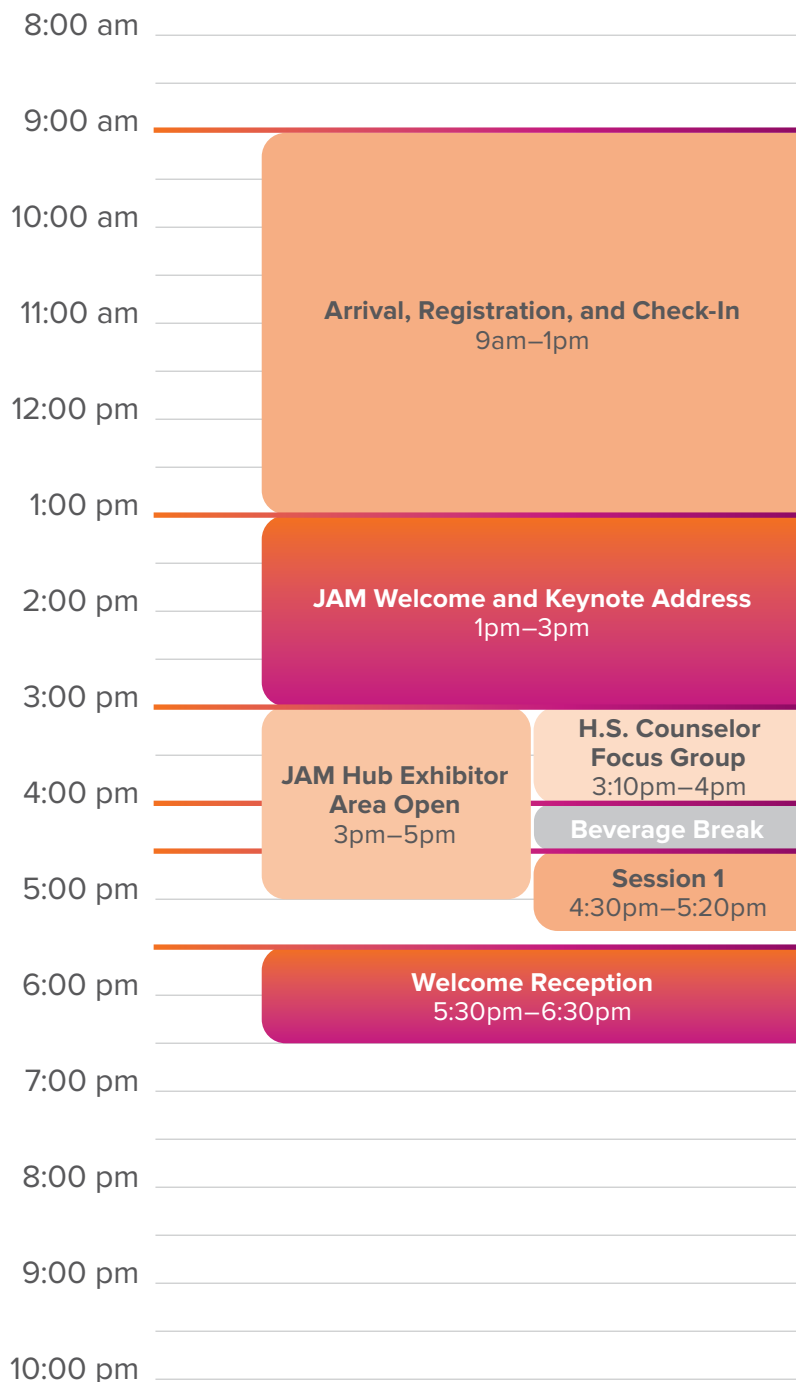 8:00 am
9:00 am
10:00 am
11:00 am
Arrival, Registration, and Check-In
9am–1pm
12:00 pm
1:00 pm
2:00 pm
JAM Welcome and Keynote Address
1pm–3pm
3:00 pm
JAM Hub Exhibitor
Area Open
3pm–5pm
H.S. Counselor
Focus Group
3:10pm–4pm
4:00 pm
Beverage Break
5:00 pm
Session 1
4:30pm–5:20pm
6:00 pm
Welcome Reception
5:30pm–6:30pm
7:00 pm
8:00 pm
9:00 pm
10:00 pm